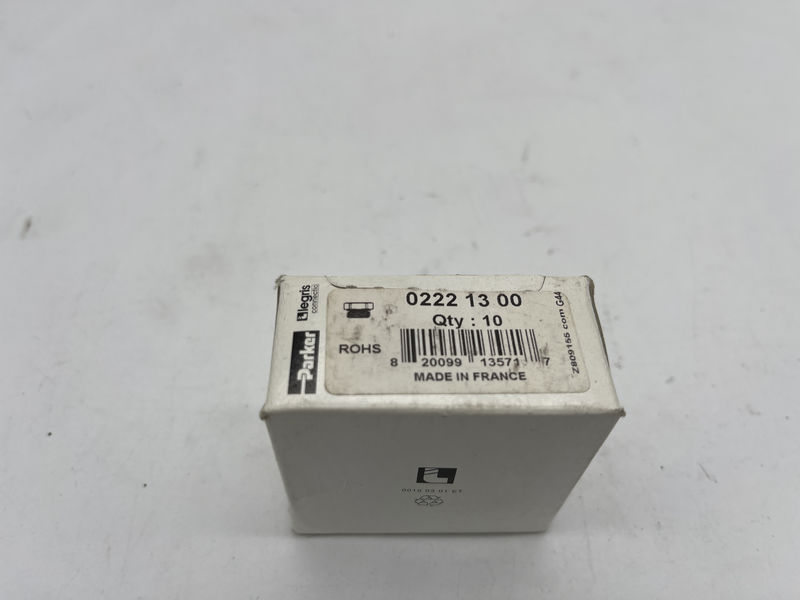 legris
connectic
Parker
0222 13 00
Qty : 10
ROHS
8 20099 13571 7
MADE IN FRANCE
Z809155 com G44